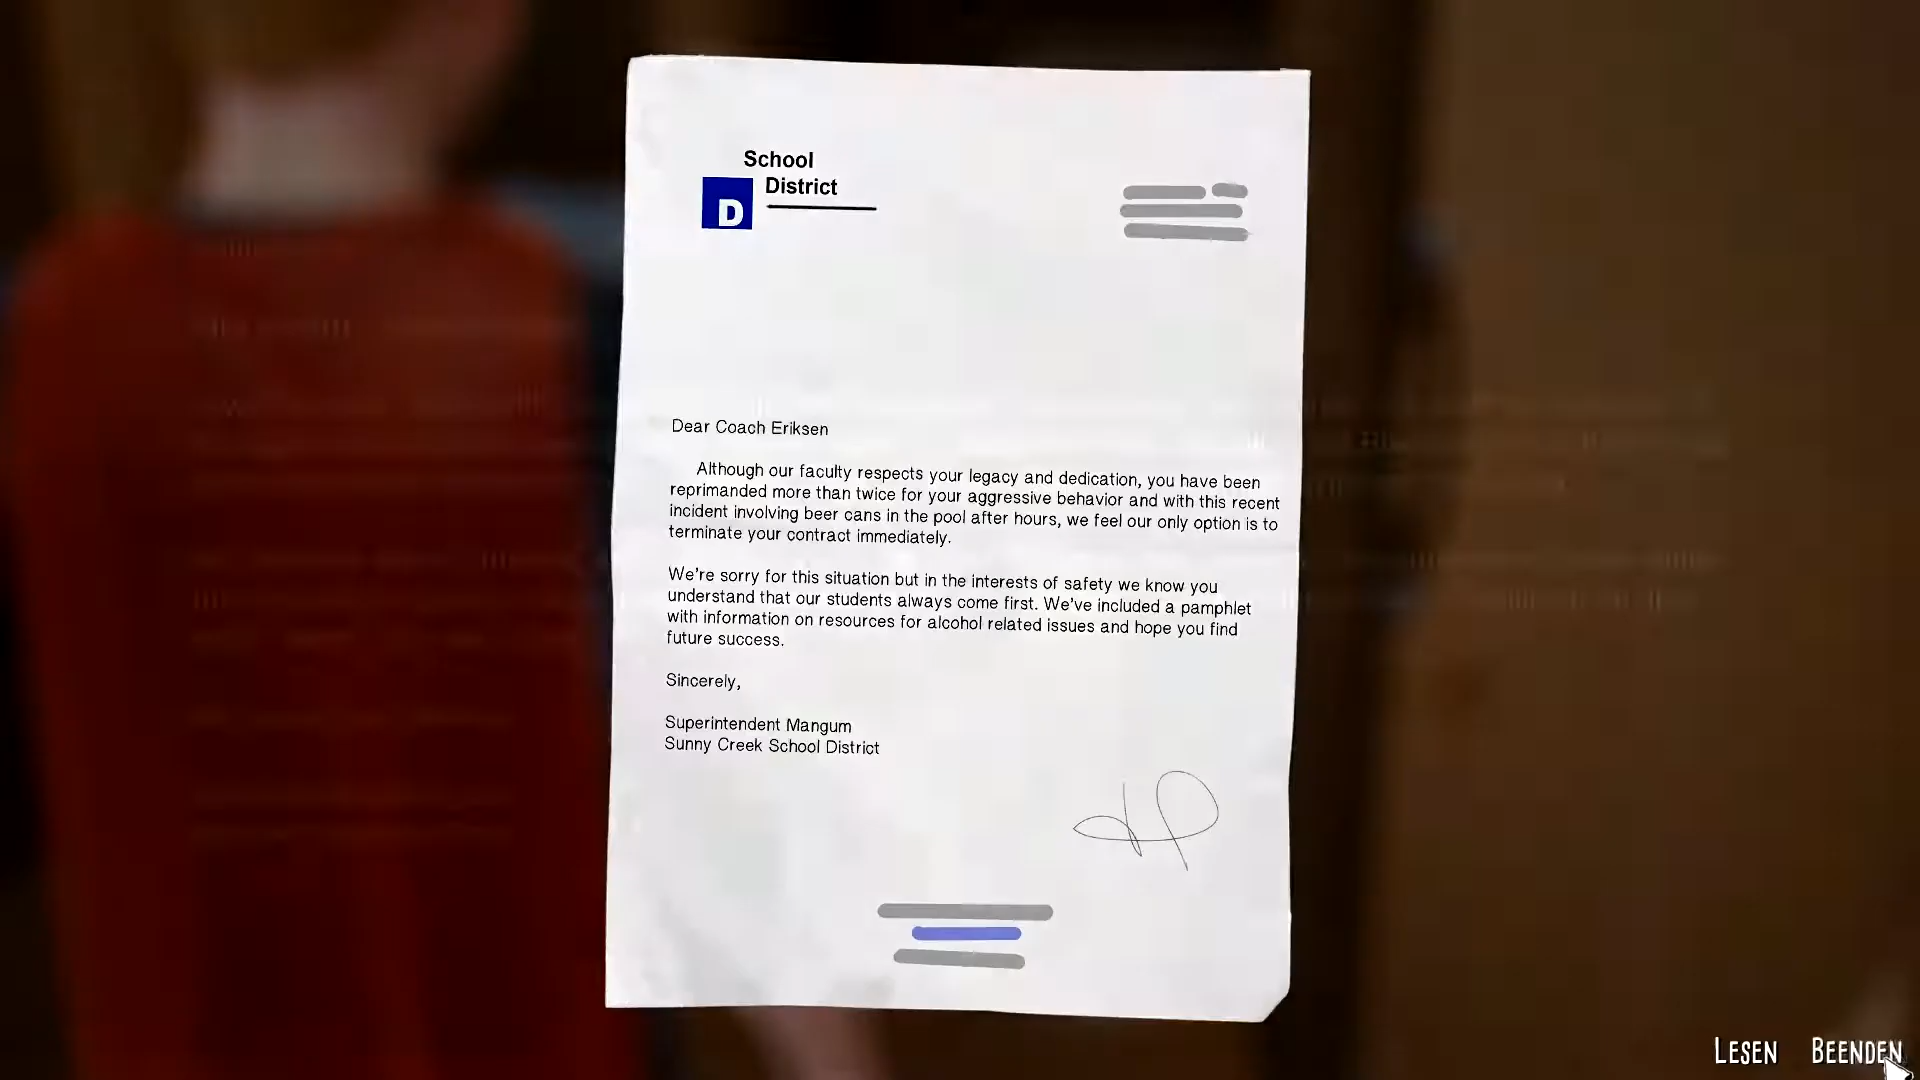 School
District
D
Dear Coach Eriksen
Although our faculty respects your legacy and dedication, you have been
reprimanded more than twice for your aggressive behavior and with this recent
incident involving beer cans in the pool after hours, we feel our only option is to
terminate your contract immediately.
We're sorry for this situation but in the interests of safety we know you
understand that our students always come first. We've included a pamphlet
with information on resources for alcohol related issues and hope you find
future success.
Sincerely,
Superintendent Mangum
Sunny Creek School District
LESEN BEENDEN